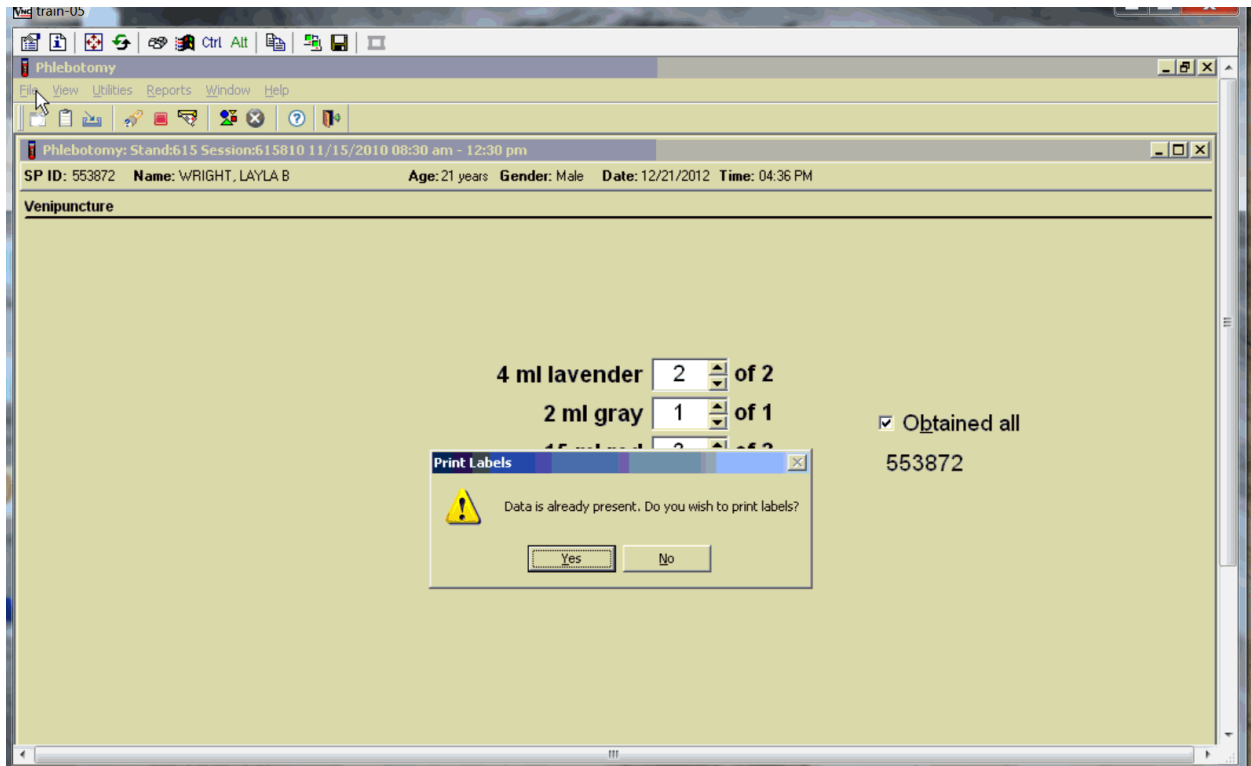 train-05
Ctrl Alt
Phlebotomy
File View Utilities Reports Window Help
Phlebotomy: Stand:615 Session:615810 11/15/2010 08:30 am - 12:30 pm
SP ID: 553872 Name: WRIGHT, LAYLA B Age: 21 years Gender: Male Date: 12/21/2012 Time: 04:36 PM
Venipuncture
4 ml lavender 2 of 2
2 ml gray 1 of 1
Obtained all
15 ml red
553872
Print Labels
Data is already present. Do you wish to print labels?
Yes No